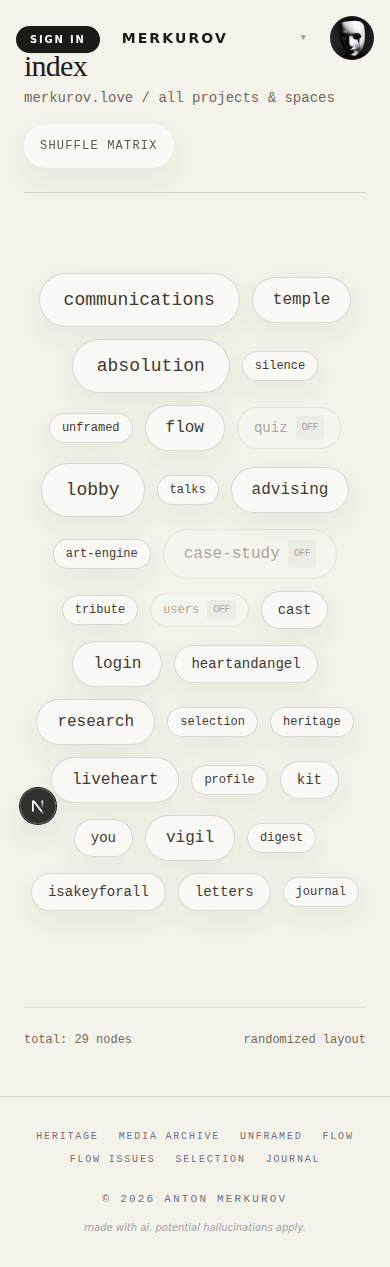 SIGN IN MERKUROV ▼
index
merkurov.love / all projects & spaces
SHUFFLE MATRIX
communications temple
absolution silence
unframed flow quiz OFF
lobby talks advising
art-engine case-study OFF
tribute users OFF cast
login heartandangel
research selection heritage
liveheart profile kit
N
you vigil digest
isakeyforall letters journal
total: 29 nodes randomized layout
HERITAGE MEDIA ARCHIVE UNFRAMED FLOW
FLOW ISSUES SELECTION JOURNAL
© 2026 ANTON MERKUROV
made with ai. potential hallucinations apply.